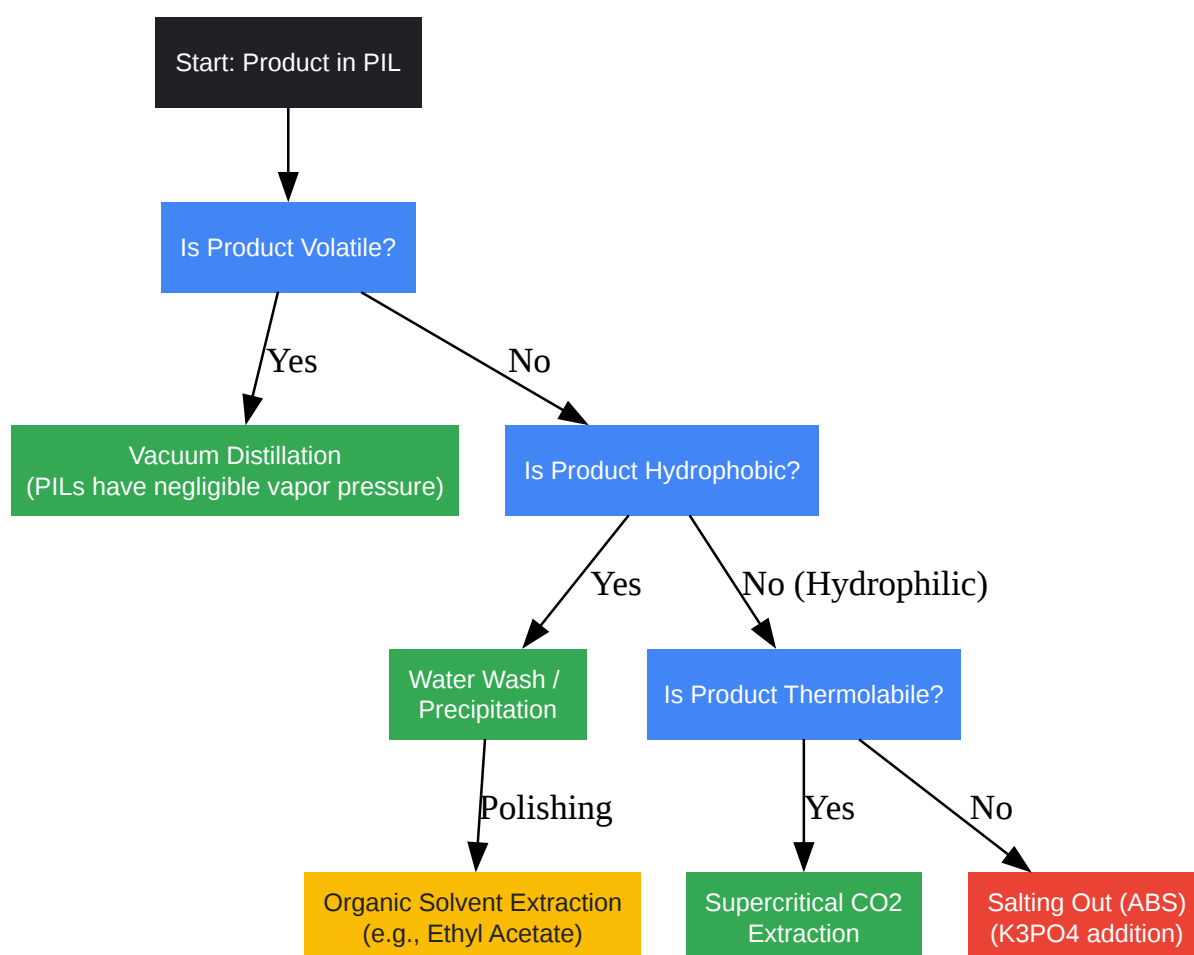 Start: Product in PIL
Is Product Volatile?
Yes
No
Vacuum Distillation
(PILs have negligible vapor pressure)
Is Product Hydrophobic?
Yes
No (Hydrophilic)
Water Wash /
Precipitation
Is Product Thermolabile?
Polishing
Yes
No
Organic Solvent Extraction
(e.g., Ethyl Acetate)
Supercritical CO2
Extraction
Salting Out (ABS)
(K3PO4 addition)